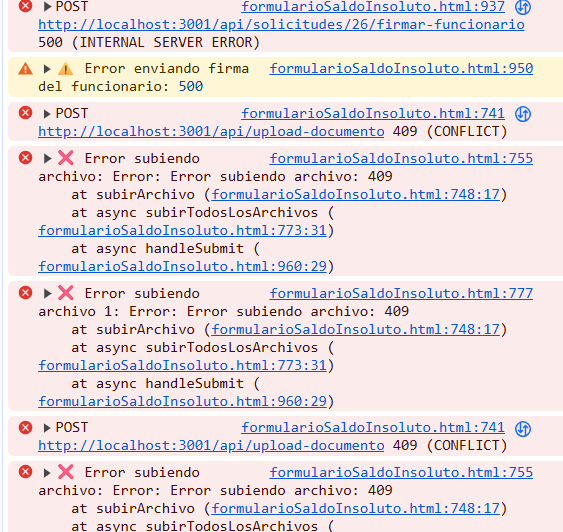 POST formularioSaldoInsoluto.html:937
http://localhost:3001/api/solicitudes/26/firmar-funcionario
500 (INTERNAL SERVER ERROR)
Error enviando firma formularioSaldoInsoluto.html:950
del funcionario: 500
POST formularioSaldoInsoluto.html:741
http://localhost:3001/api/upload-documento 409 (CONFLICT)
Error subiendo formularioSaldoInsoluto.html:755
archivo: Error: Error subiendo archivo: 409
at subirArchivo (formularioSaldoInsoluto.html:748:17)
at async subirTodosLosArchivos (
formularioSaldoInsoluto.html:773:31)
at async handleSubmit (
formularioSaldoInsoluto.html:960:29)
Error subiendo formularioSaldoInsoluto.html:777
archivo 1: Error: Error subiendo archivo: 409
at subirArchivo (formularioSaldoInsoluto.html:748:17)
at async subirTodosLosArchivos (
formularioSaldoInsoluto.html:773:31)
at async handleSubmit (
formularioSaldoInsoluto.html:960:29)
POST formularioSaldoInsoluto.html:741
http://localhost:3001/api/upload-documento 409 (CONFLICT)
Error subiendo formularioSaldoInsoluto.html:755
archivo: Error: Error subiendo archivo: 409
at subirArchivo (formularioSaldoInsoluto.html:748:17)
at async subirTodosLosArchivos (